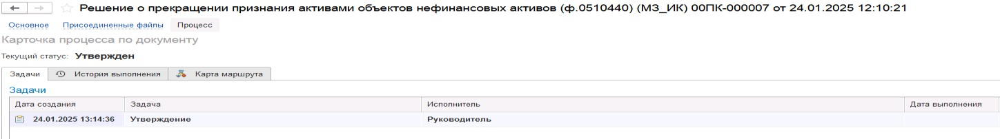 Решение о прекращении признания активами объектов нефинансовых активов (ф.0510440) (МЗ_ИК) 00ПК-000007 от 24.01.2025 12:10:21
Основное Присоединенные файлы Процесс
Карточка процесса по документу
Текущий статус: Утвержден
Задачи История выполнения Карта маршрута
Задачи
Дата создания Задача Исполнитель Дата выполнения
24.01.2025 13:14:36 Утверждение Руководитель